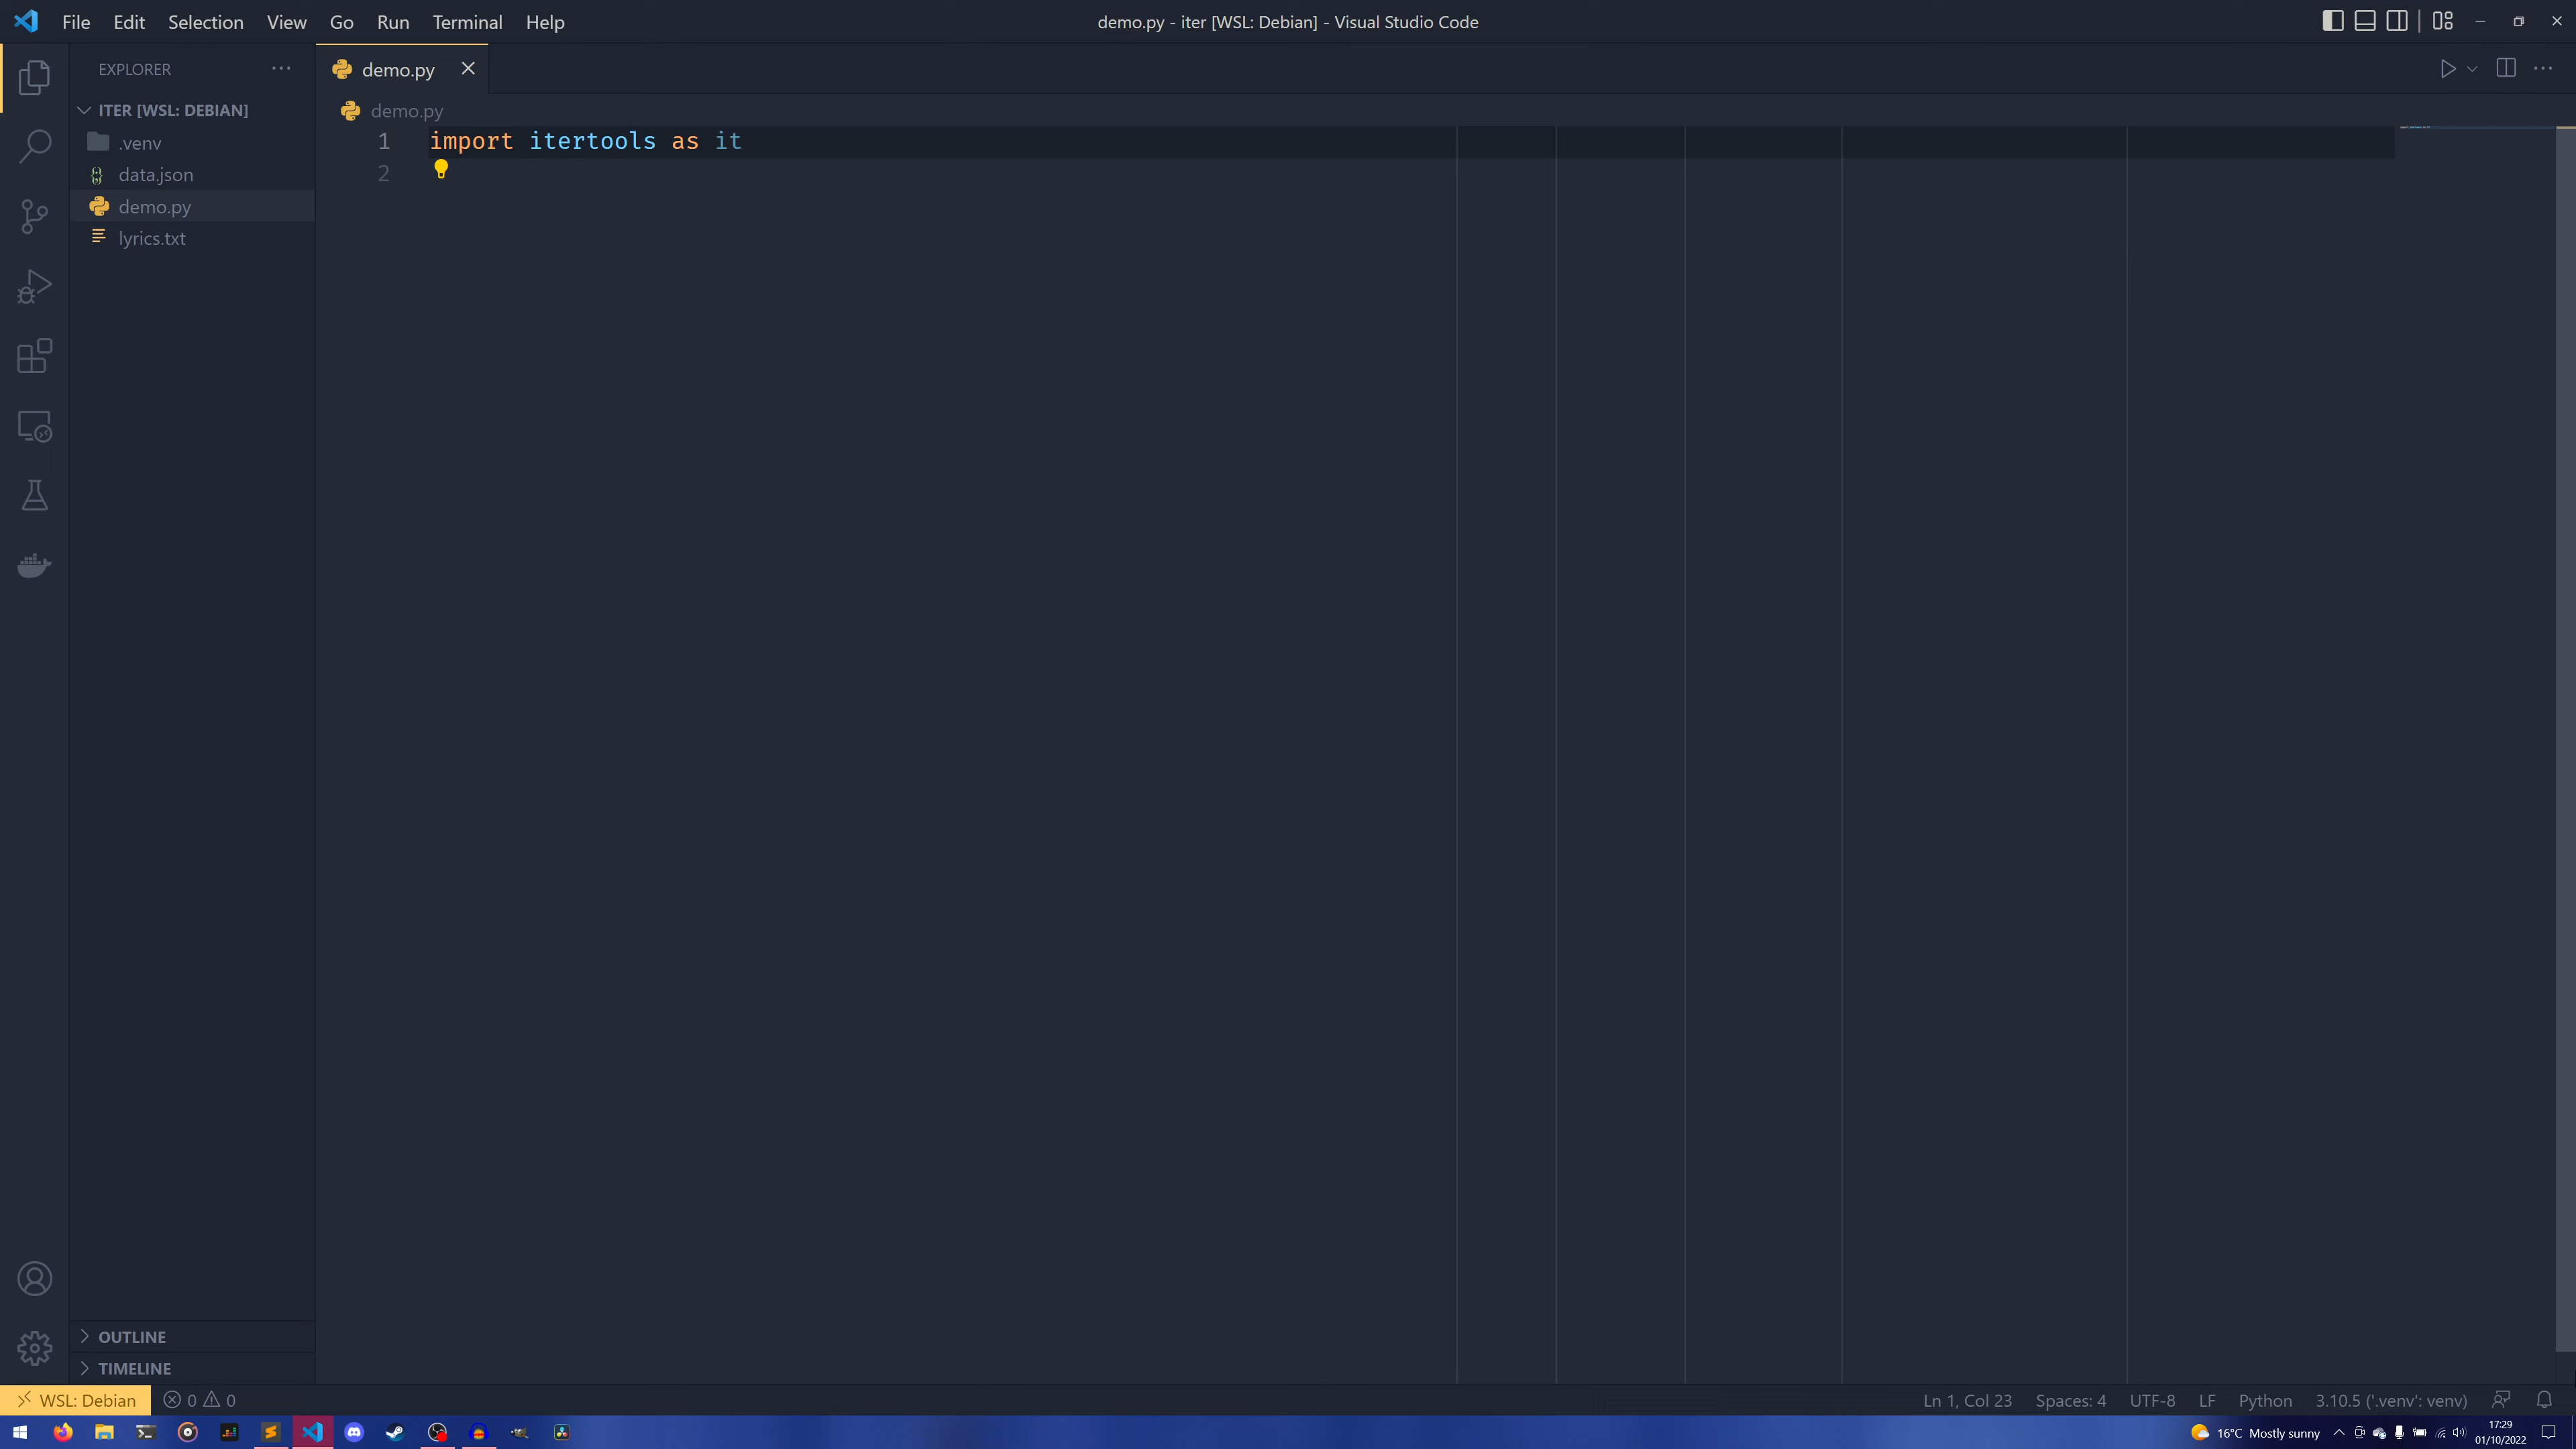 File Edit Selection View Go Run Terminal Help
demo.py - iter [WSL: Debian] - Visual Studio Code
EXPLORER
demo.py
ITER [WSL: DEBIAN]
demo.py
.venv
data.json
demo.py
lyrics.txt
1 import itertools as it
2
OUTLINE
TIMELINE
WSL: Debian 0 0
Ln 1, Col 23 Spaces: 4 UTF-8 LF Python 3.10.5 ('.venv': venv)
16°C Mostly sunny
17:29
01/10/2022